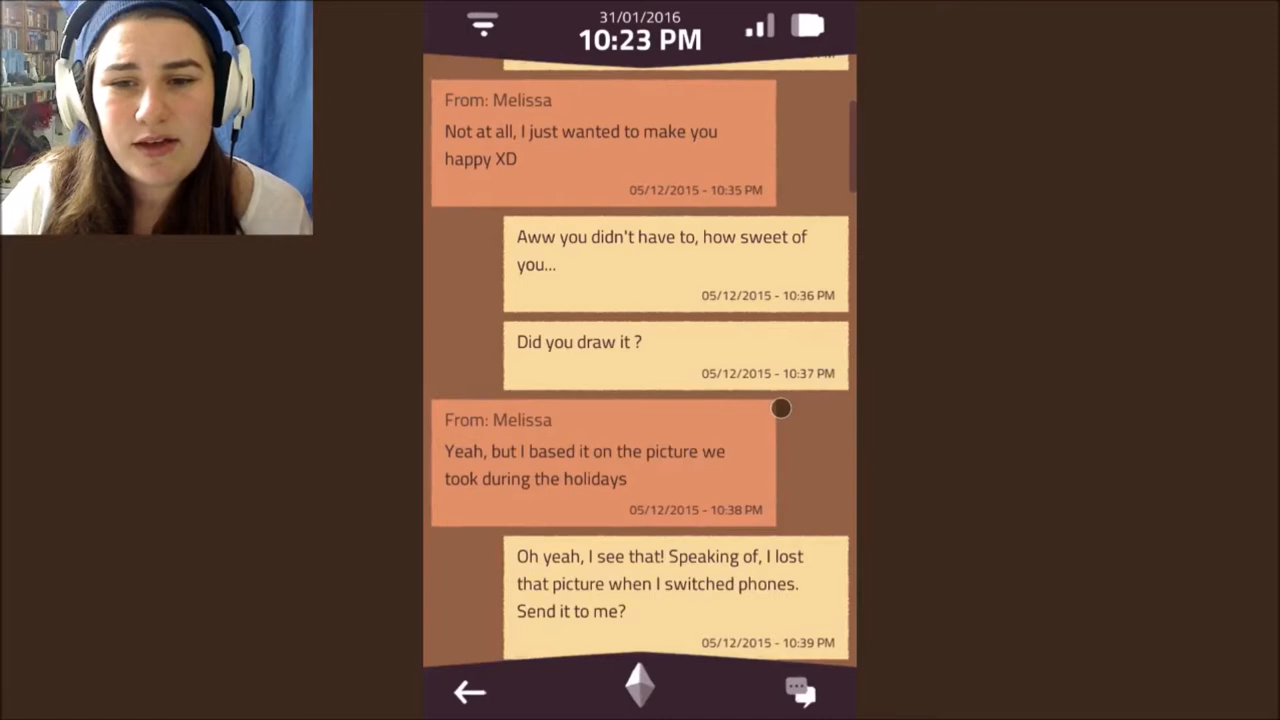 31/01/2016
10:23 PM
From: Melissa
Not at all, I just wanted to make you
happy XD
05/12/2015 - 10:35 PM
Aww you didn't have to, how sweet of
you...
05/12/2015 - 10:36 PM
Did you draw it ?
05/12/2015 - 10:37 PM
From: Melissa
Yeah, but I based it on the picture we
took during the holidays
05/12/2015 - 10:38 PM
Oh yeah, I see that! Speaking of, I lost
that picture when I switched phones.
Send it to me?
05/12/2015 - 10:39 PM